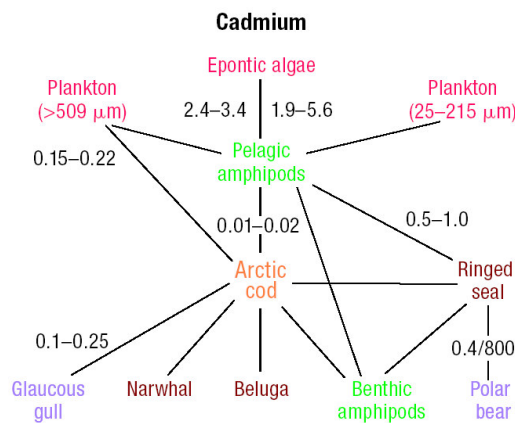 Cadmium
Epontic algae
Plankton
(>509 µm)
2.4–3.4
1.9–5.6
Plankton
(25–215 µm)
0.15–0.22
Pelagic
amphipods
0.01–0.02
0.5–1.0
Arctic
cod
Ringed
seal
0.1–0.25
0.4/800
Glaucous
gull
Narwhal
Beluga
Benthic
amphipods
Polar
bear